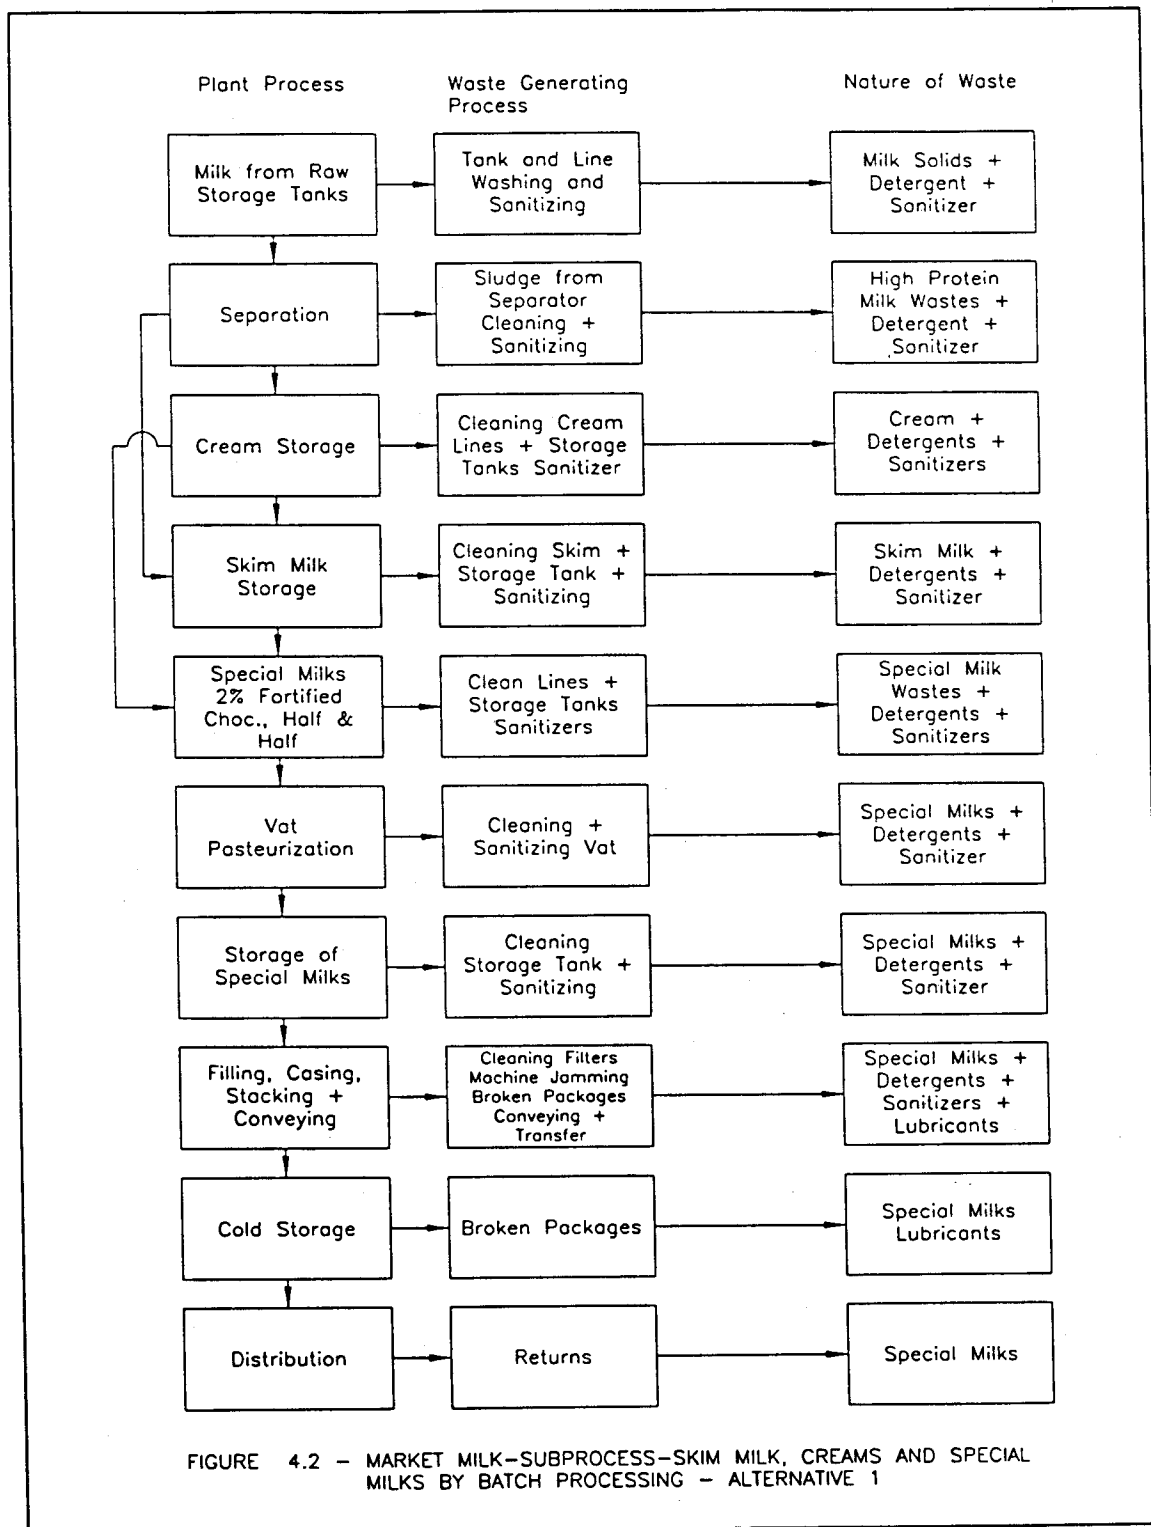 Plant Process
Waste Generating
Process
Nature of Waste
Milk from Raw
Storage Tanks
Tank and Line
Washing and
Sanitizing
Milk Solids +
Detergent +
Sanitizer
Separation
Sludge from
Separator
Cleaning +
Sanitizing
High Protein
Milk Wastes +
Detergent +
Sanitizer
Cream Storage
Cleaning Cream
Lines + Storage
Tanks Sanitizer
Cream +
Detergents +
Sanitizers
Skim Milk
Storage
Cleaning Skim +
Storage Tank +
Sanitizing
Skim Milk +
Detergents +
Sanitizer
Special Milks
2% Fortified
Choc., Half &
Half
Clean Lines +
Storage Tanks
Sanitizers
Special Milk
Wastes +
Detergents +
Sanitizers
Vat
Pasteurization
Cleaning +
Sanitizing Vat
Special Milks +
Detergents +
Sanitizer
Storage of
Special Milks
Cleaning
Storage Tank +
Sanitizing
Special Milks +
Detergents +
Sanitizer
Filling, Casing,
Stacking +
Conveying
Cleaning Filters
Machine Jamming
Broken Packages
Conveying +
Transfer
Special Milks +
Detergents +
Sanitizers +
Lubricants
Cold Storage
Broken Packages
Special Milks
Lubricants
Distribution
Returns
Special Milks
FIGURE 4.2 – MARKET MILK–SUBPROCESS–SKIM MILK, CREAMS AND SPECIAL
MILKS BY BATCH PROCESSING – ALTERNATIVE 1